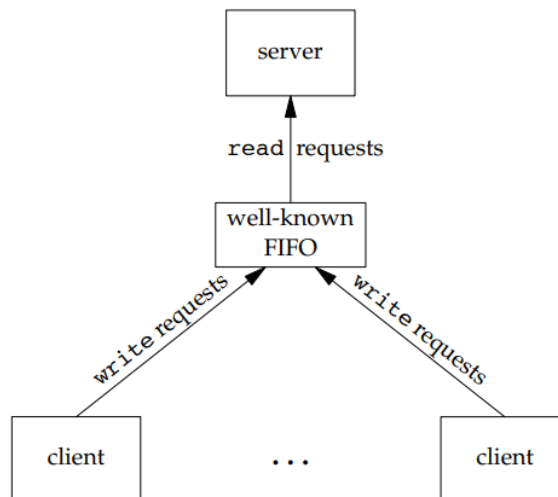 server
read requests
well-known
FIFO
write requests
write requests
client
...
client